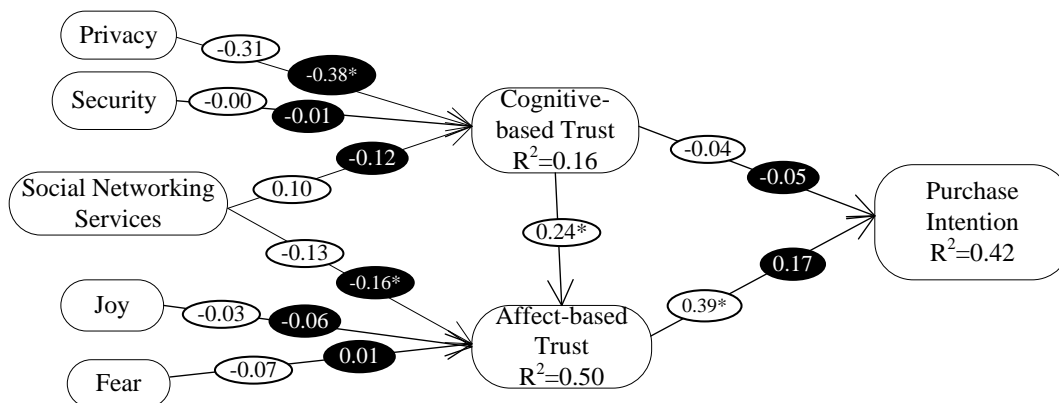 Privacy
-0.31
-0.38*
Security
-0.00
-0.01
Cognitive-
based Trust
R²=0.16
-0.12
0.10
Social Networking
Services
-0.04
-0.05
Purchase
Intention
R²=0.42
0.24*
-0.13
-0.16*
0.17
0.39*
Joy
-0.03
-0.06
Affect-based
Trust
R²=0.50
Fear
-0.07
0.01